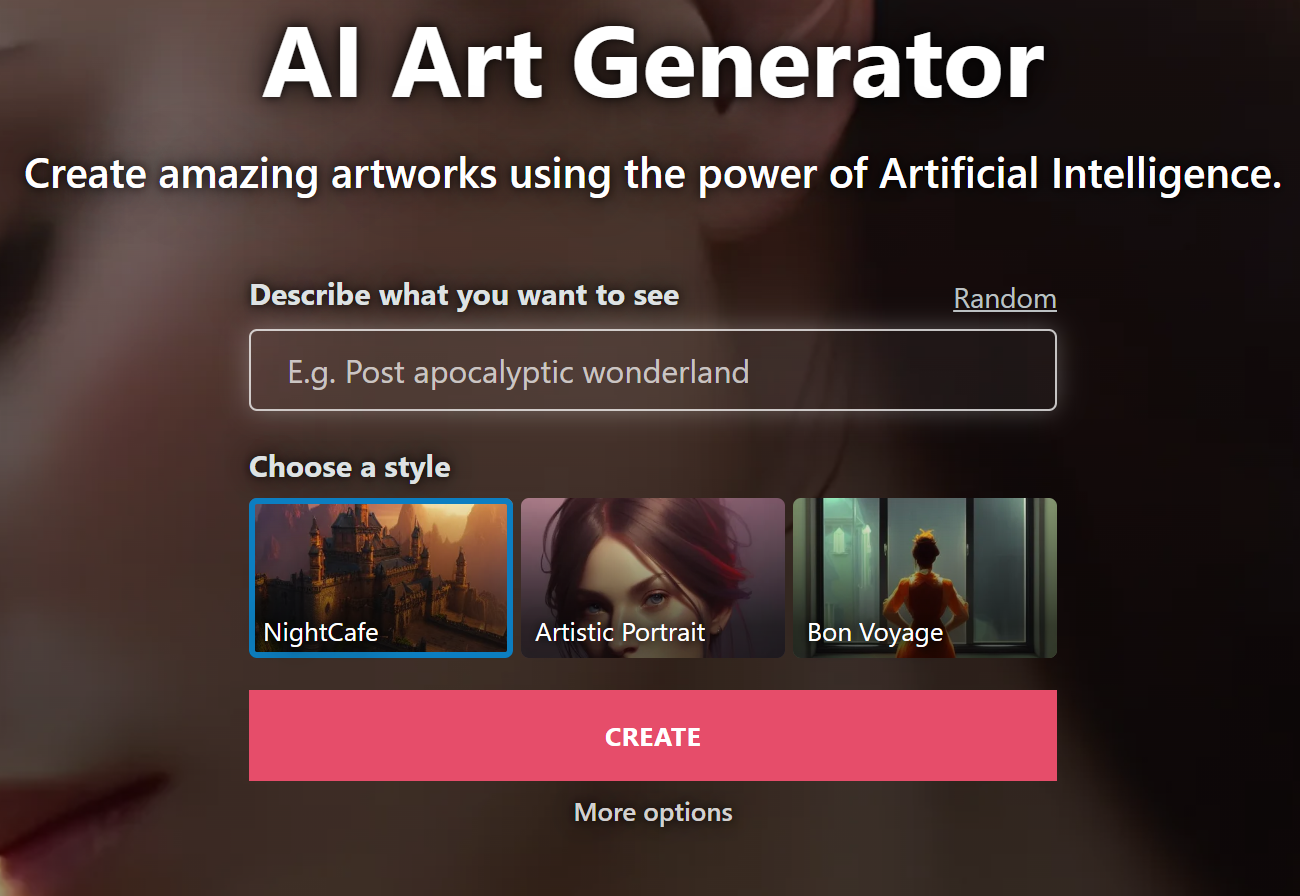 AI Art Generator
Create amazing artworks using the power of Artificial Intelligence.
Describe what you want to see
Random
E.g. Post apocalyptic wonderland
Choose a style
NightCafe
Artistic Portrait
Bon Voyage
CREATE
More options